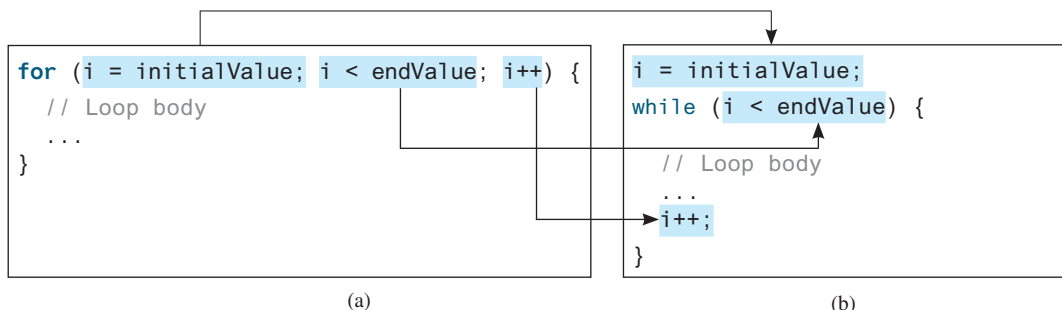 for (i = initialValue; i < endValue; i++) {
// Loop body
...
}
(a)
i = initialValue;
while (i < endValue) {
// Loop body
...
i++;
}
(b)